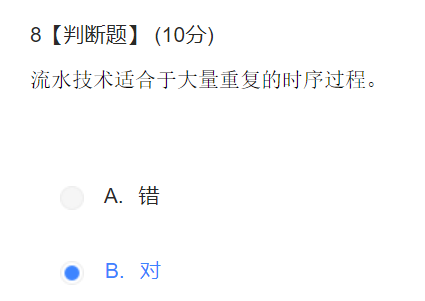 8【判断题】 (10分)
流水技术适合于大量重复的时序过程。
A. 错
B. 对